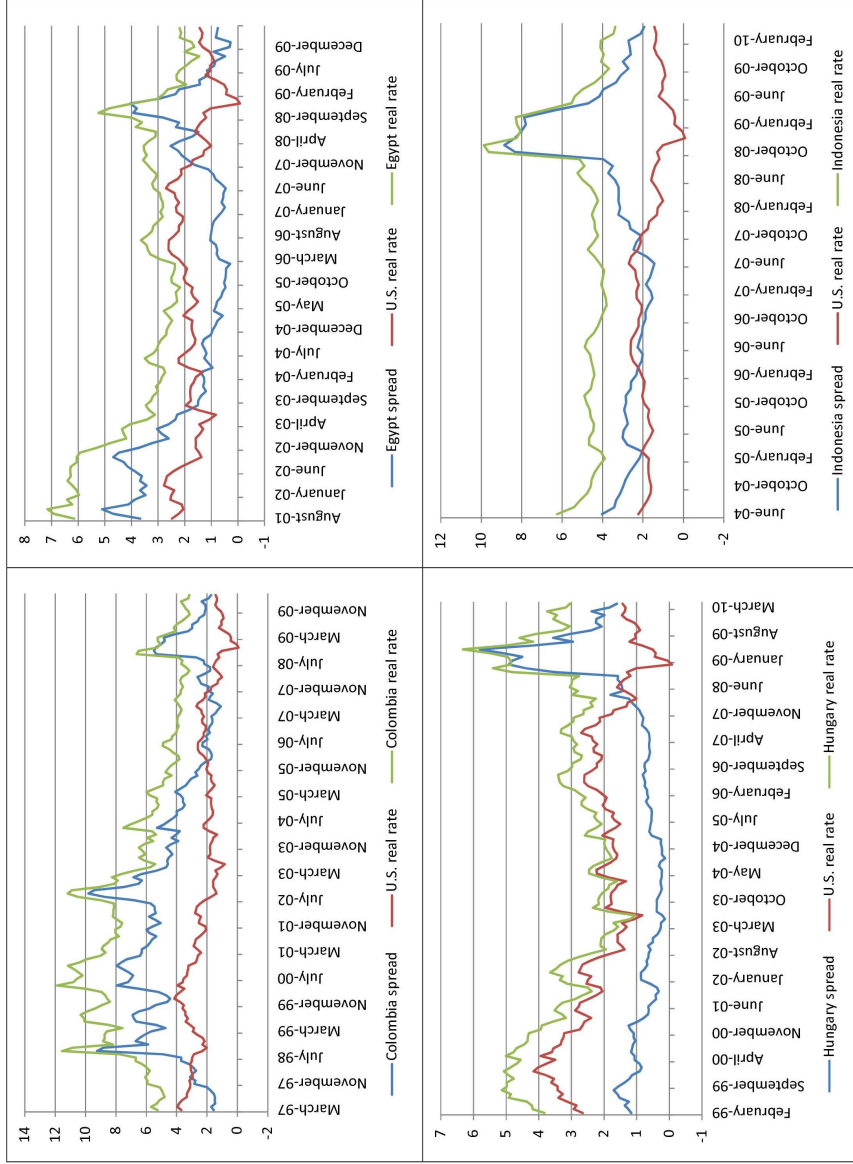 14
12
10
8
6
4
2
0
-2
March-97
November-97
July-98
March-99
November-99
July-00
March-01
November-01
July-02
March-03
November-03
July-04
March-05
November-05
July-06
March-07
November-07
July-08
March-09
November-09
Colombia spread
U.S. real rate
Colombia real rate
8
7
6
5
4
3
2
1
0
-1
August-01
January-02
June-02
November-02
April-03
September-03
February-04
July-04
December-04
May-05
October-05
March-06
August-06
January-07
June-07
November-07
April-08
September-08
February-09
July-09
December-09
Egypt spread
U.S. real rate
Egypt real rate
7
6
5
4
3
2
1
0
-1
February-99
September-99
April-00
November-00
June-01
January-02
August-02
March-03
October-03
May-04
December-04
July-05
February-06
September-06
April-07
November-07
June-08
January-09
August-09
March-10
Hungary spread
U.S. real rate
Hungary real rate
12
10
8
6
4
2
0
-2
June-04
October-04
February-05
June-05
October-05
February-06
June-06
October-06
February-07
June-07
October-07
February-08
June-08
October-08
February-09
June-09
October-09
February-10
Indonesia spread
U.S. real rate
Indonesia real rate